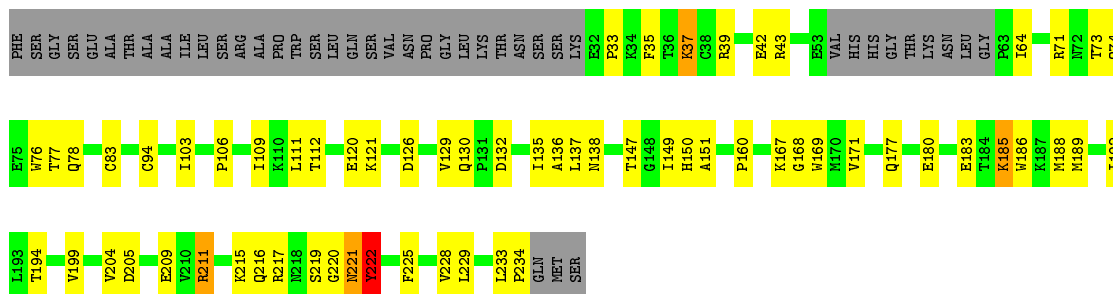 PHE SER GLY SER GLU ALA THR ALA ALA ILE LEU SER ARG ALA PRO TRP SER LEU GLN SER VAL ASN PRO GLY LEU LYS THR ASN SER SER LYS E32 P33 K34 F35 T36 K37 C38 R39 E42 R43 E53 VAL HIS HIS GLY THR LYS ASN LEU GLY P63 I64 R71 N72 T73
E75 W76 T77 Q78 C83 C94 I103 P106 I109 K110 L111 T112 E120 K121 D126 V129 Q130 P131 D132 I135 A136 L137 N138 T147 G148 I149 H150 A151 P160 K167 G168 W169 M170 V171 Q177 E180 E183 T184 K185 W186 K187 M188 M189
L193 T194 V199 V204 D205 E209 V210 R211 K215 Q216 R217 N218 S219 G220 N221 Y222 F225 V228 L229 L233 P234 GLN MET SER